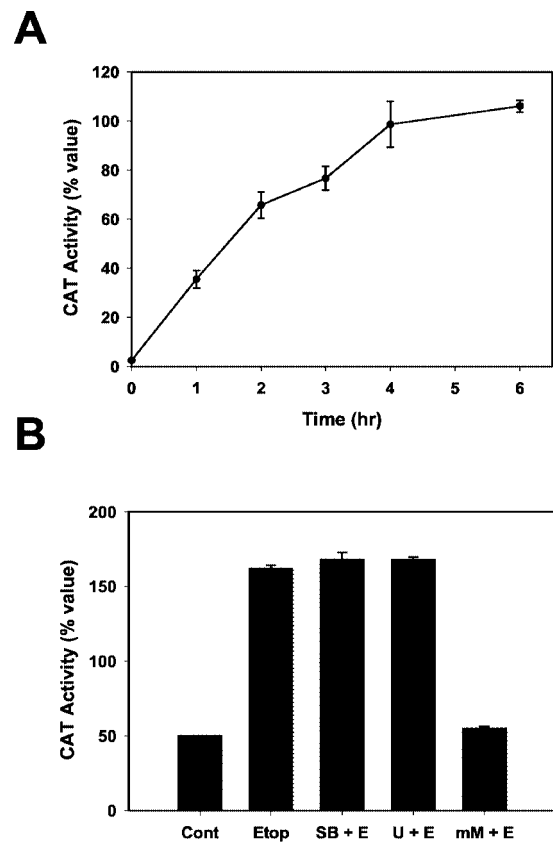 A
CAT Activity (% value)
120
100
80
60
40
20
0
0 1 2 3 4 5 6
Time (hr)
B
CAT Activity (% value)
200
150
100
50
0
Cont Etop SB + E U + E mM + E